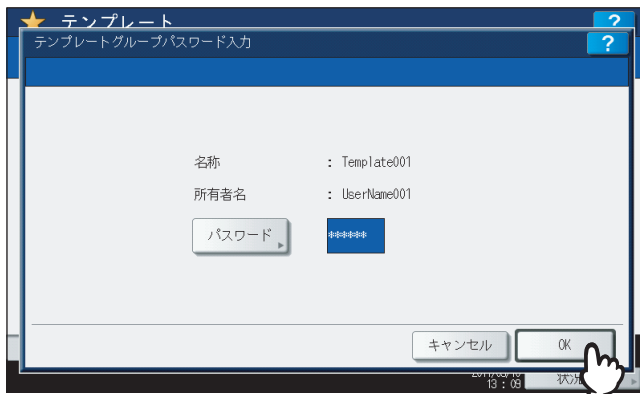 テンプレート
?
テンプレートグループパスワード入力
?
名称 : Template001
所有者名 : UserName001
パスワード ******
キャンセル OK
13:09